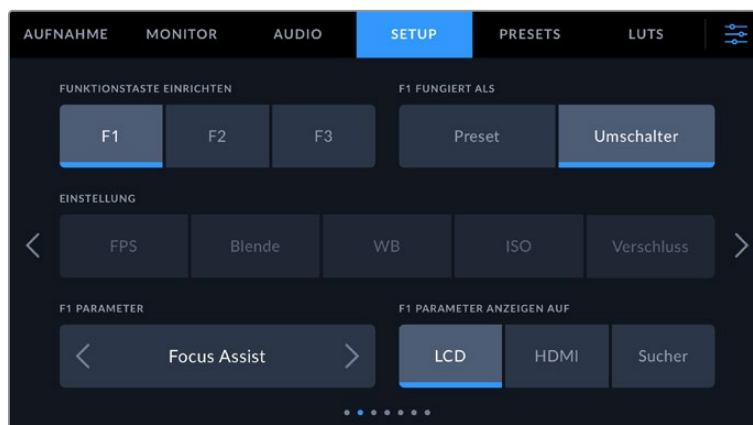 AUFNAHME MONITOR AUDIO SETUP PRESETS LUTS
FUNKTIONSTASTE EINRICHTEN F1 FUNGIERT ALS
F1 F2 F3 Preset Umschalter
EINSTELLUNG
FPS Blende WB ISO Verschluss
F1 PARAMETER F1 PARAMETER ANZEIGEN AUF
Focus Assist LCD HDMI Sucher